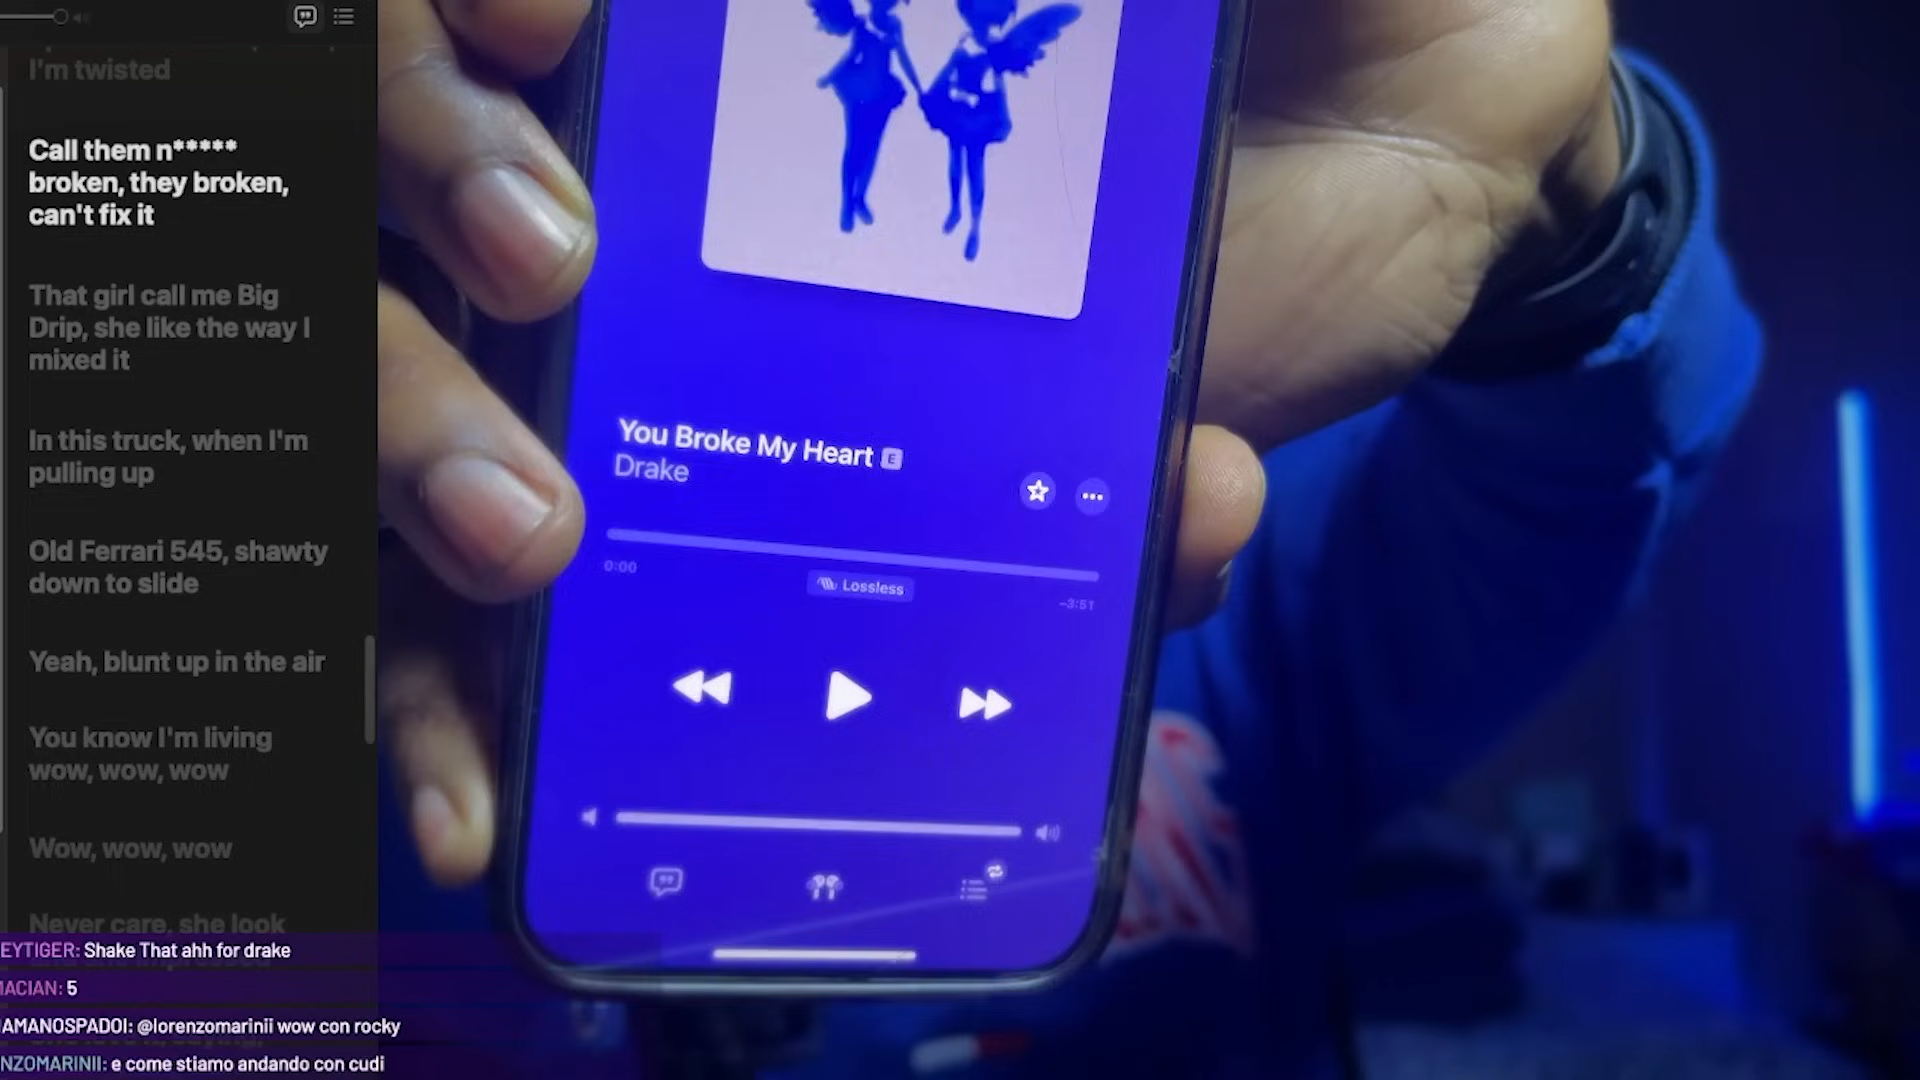 I'm twisted
Call them n*****
broken, they broken,
can't fix it
That girl call me Big
Drip, she like the way I
mixed it
In this truck, when I'm
pulling up
Old Ferrari 545, shawty
down to slide
Yeah, blunt up in the air
You know I'm living
wow, wow, wow
Wow, wow, wow
Never care, she look
EYTIGER: Shake That ahh for drake
MACIAN: 5
IAMANOSPADOI: @lorenzomarinii wow con rocky
NZOMARINII: e come stiamo andando con cudi
You Broke My Heart E
Drake
0:00
Lossless
-3:51